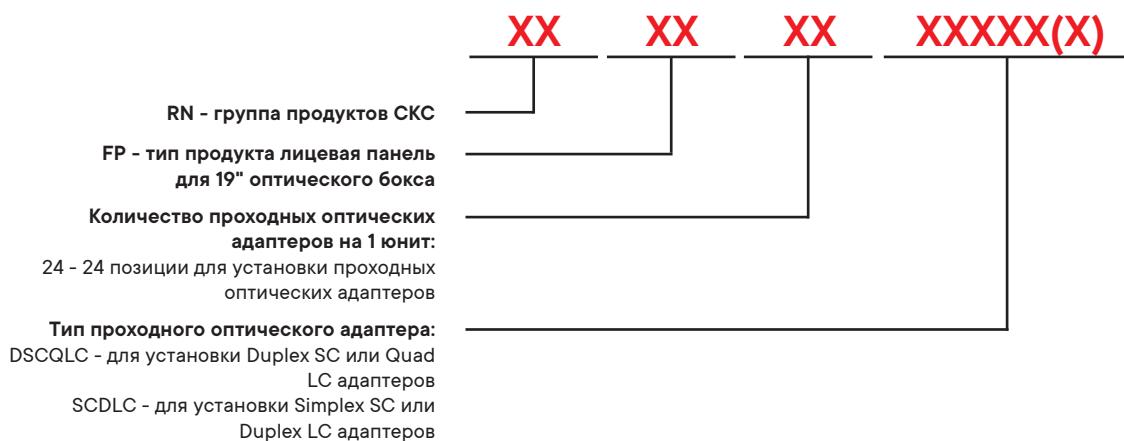 XX XX XX XXXXX(X)
RN - группа продуктов СКС
FP - тип продукта лицевая панель
для 19" оптического бокса
Количество проходных оптических
адаптеров на 1 юнит:
24 - 24 позиции для установки проходных
оптических адаптеров
Тип проходного оптического адаптера:
DSCQLC - для установки Duplex SC или Quad
LC адаптеров
SCDLC - для установки Simplex SC или
Duplex LC адаптеров